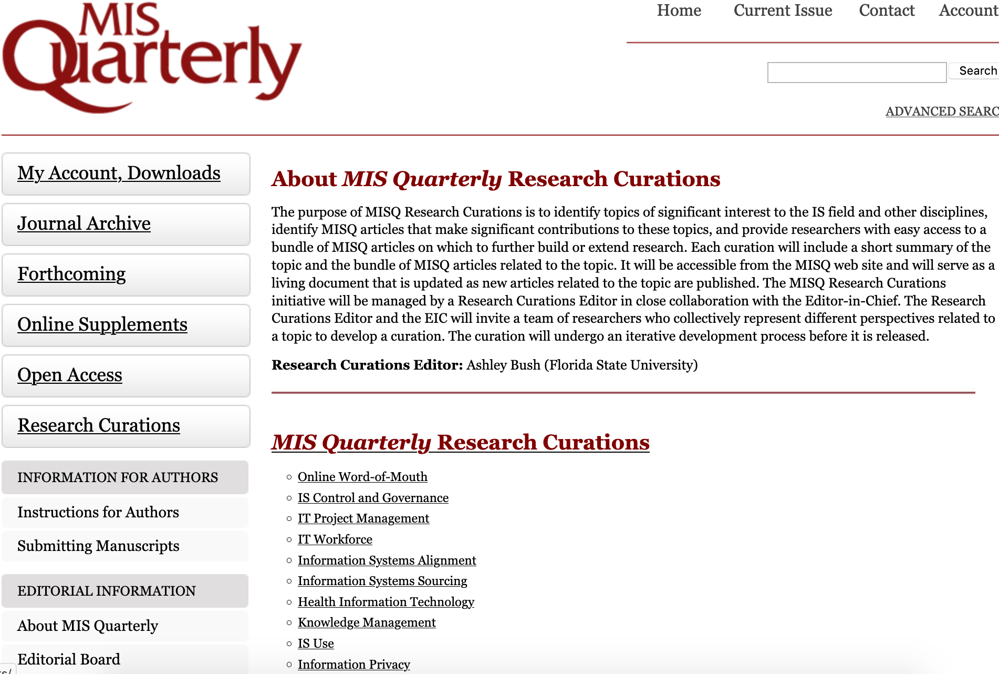 MIS
Quarterly
Home Current Issue Contact Account
Search
ADVANCED SEARC
My Account, Downloads
Journal Archive
Forthcoming
Online Supplements
Open Access
Research Curations
INFORMATION FOR AUTHORS
Instructions for Authors
Submitting Manuscripts
EDITORIAL INFORMATION
About MIS Quarterly
Editorial Board
About MIS Quarterly Research Curations
The purpose of MISQ Research Curations is to identify topics of significant interest to the IS field and other disciplines,
identify MISQ articles that make significant contributions to these topics, and provide researchers with easy access to a
bundle of MISQ articles on which to further build or extend research. Each curation will include a short summary of the
topic and the bundle of MISQ articles related to the topic. It will be accessible from the MISQ web site and will serve as a
living document that is updated as new articles related to the topic are published. The MISQ Research Curations
initiative will be managed by a Research Curations Editor in close collaboration with the Editor-in-Chief. The Research
Curations Editor and the EIC will invite a team of researchers who collectively represent different perspectives related to
a topic to develop a curation. The curation will undergo an iterative development process before it is released.
Research Curations Editor: Ashley Bush (Florida State University)
MIS Quarterly Research Curations
Online Word-of-Mouth
IS Control and Governance
IT Project Management
IT Workforce
Information Systems Alignment
Information Systems Sourcing
Health Information Technology
Knowledge Management
IS Use
Information Privacy